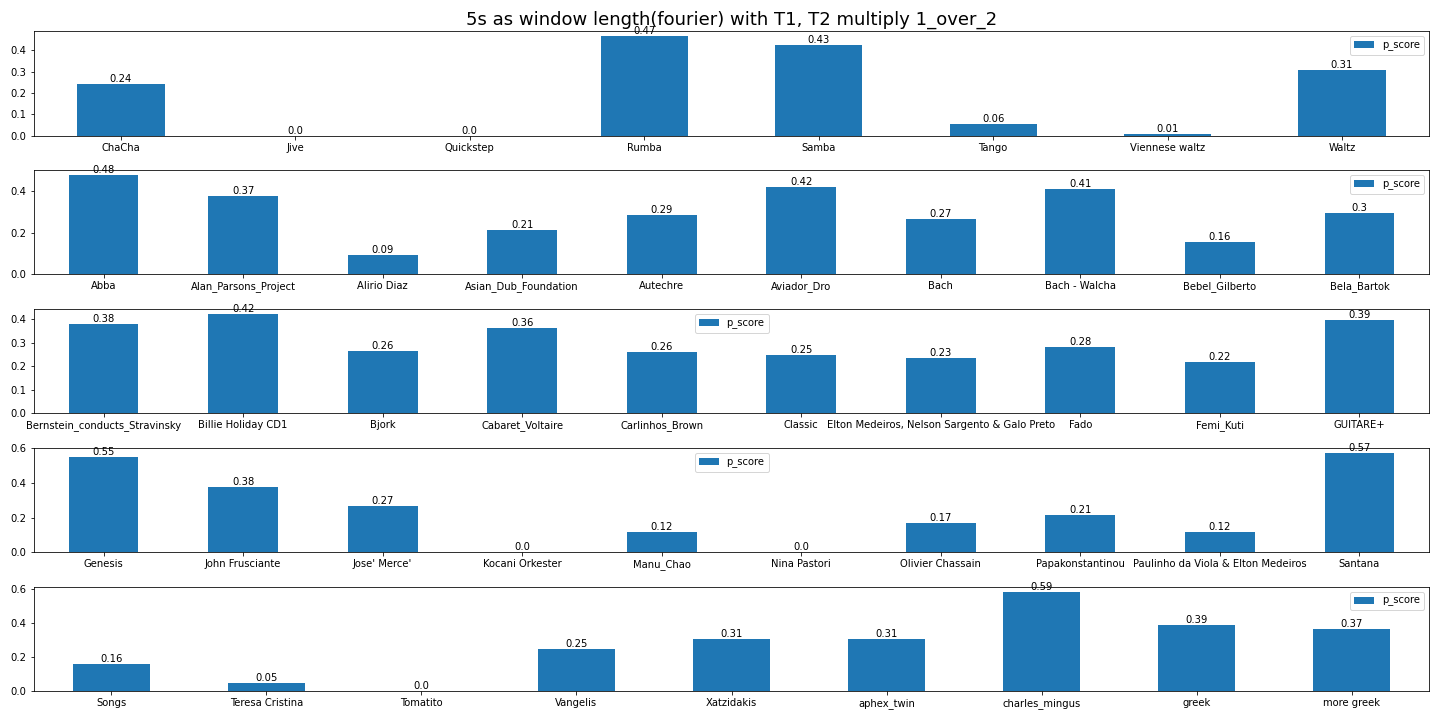 5s as window length(fourier) with T1, T2 multiply 1_over_2
0.4 0.3 0.2 0.1 0.0
0.24 0.0 0.0 0.47 0.43 0.06 0.01 0.31
p_score
ChaCha Jive Quickstep Rumba Samba Tango Viennese waltz Waltz
0.4 0.2 0.0
0.48 0.37 0.09 0.21 0.29 0.42 0.27 0.41 0.16 0.3
p_score
Abba Alan_Parsons_Project Alirio Diaz Asian_Dub_Foundation Autechre Aviador_Dro Bach Bach - Walcha Bebel_Gilberto Bela_Bartok
0.4 0.3 0.2 0.1 0.0
0.38 0.42 0.26 0.36 0.26 0.25 0.23 0.28 0.22 0.39
p_score
Bernstein_conducts_Stravinsky Billie Holiday CD1 Bjork Cabaret_Voltaire Carlinhos_Brown Classic Elton Medeiros, Nelson Sargento & Galo Preto Fado Femi_Kuti GUITARE+
0.6 0.4 0.2 0.0
0.55 0.38 0.27 0.0 0.12 0.0 0.17 0.21 0.12 0.57
p_score
Genesis John Frusciante Jose' Merce' Kocani Orkester Manu_Chao Nina Pastori Olivier Chassain Papakonstantinou Paulinho da Viola & Elton Medeiros Santana
0.6 0.4 0.2 0.0
0.16 0.05 0.0 0.25 0.31 0.31 0.59 0.39 0.37
p_score
Songs Teresa Cristina Tomatito Vangelis Xatzidakis aphex_twin charles_mingus greek more greek